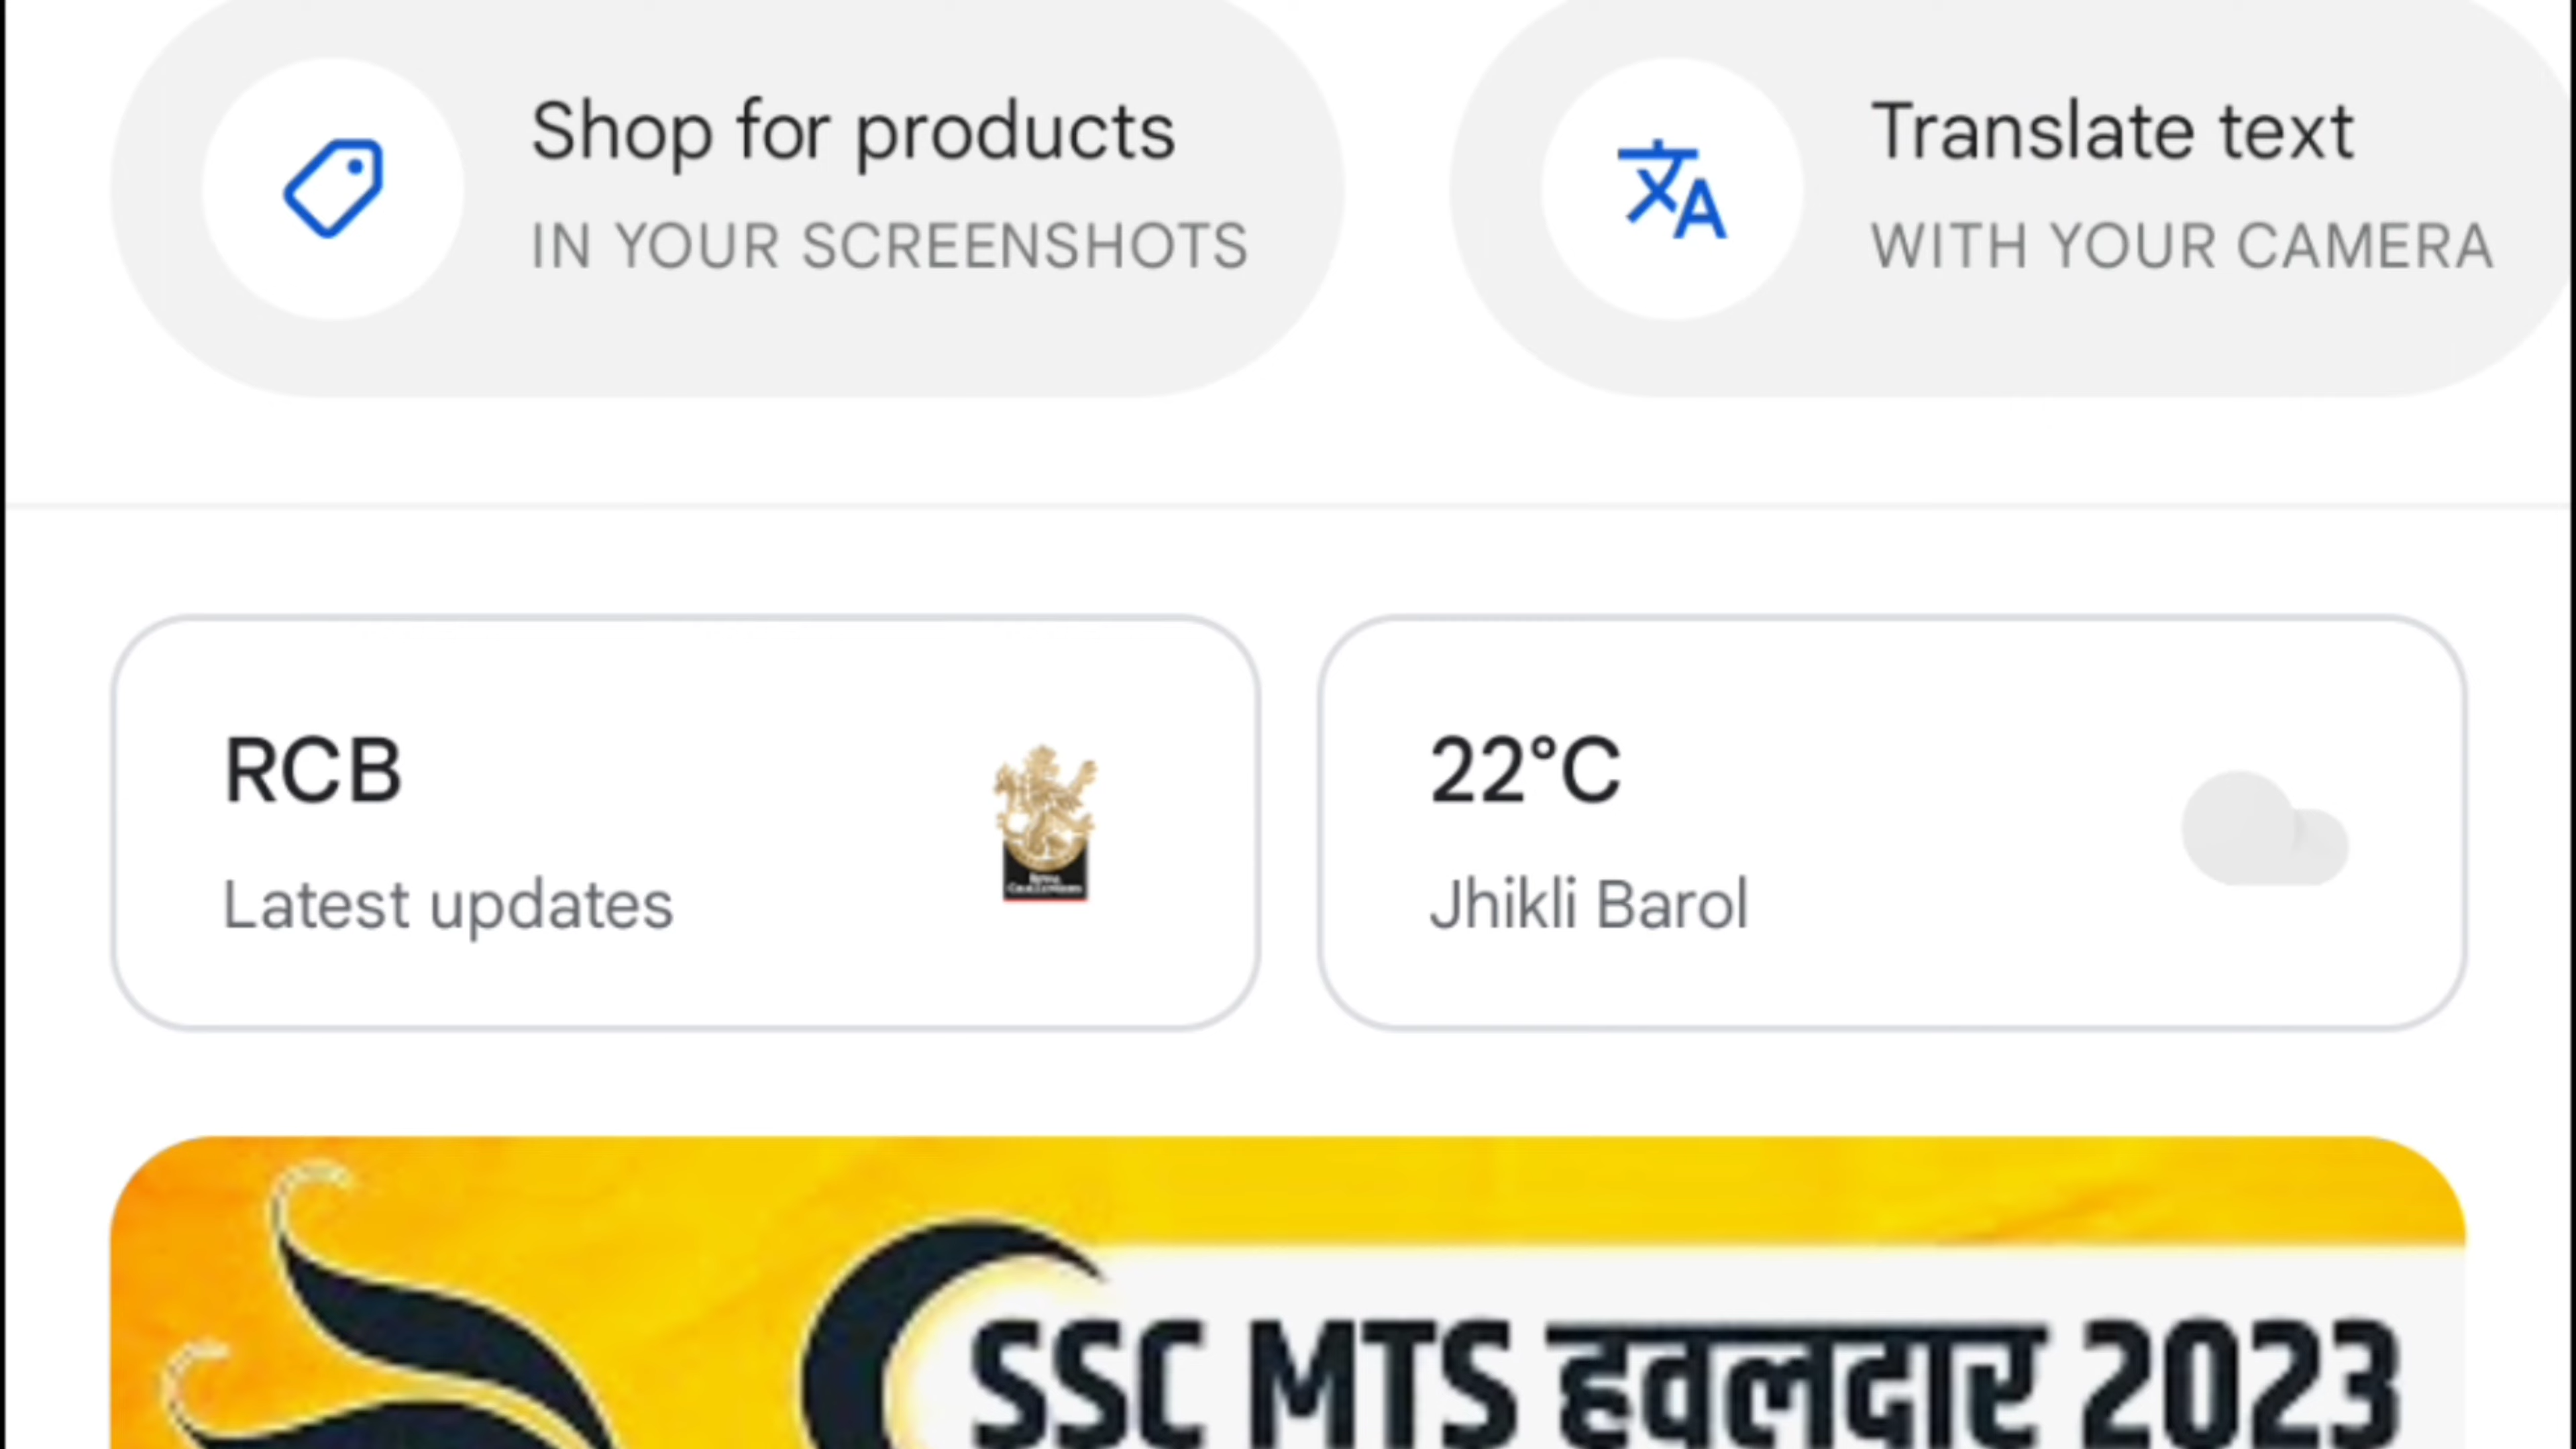 Shop for products
IN YOUR SCREENSHOTS
Translate text
WITH YOUR CAMERA
RCB
Latest updates
22°C
Jhikli Barol
SSC MTS हवलदार 2023